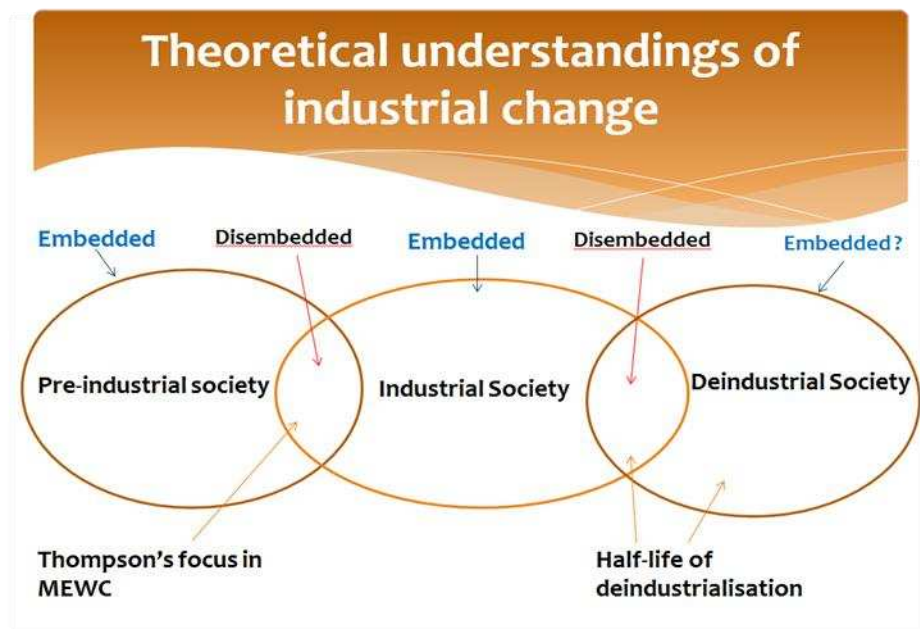 Theoretical understandings of
industrial change
Embedded
Disembedded
Embedded
Disembedded
Embedded?
Pre-industrial society
Industrial Society
Deindustrial Society
Thompson's focus in
MEWC
Half-life of
deindustrialisation